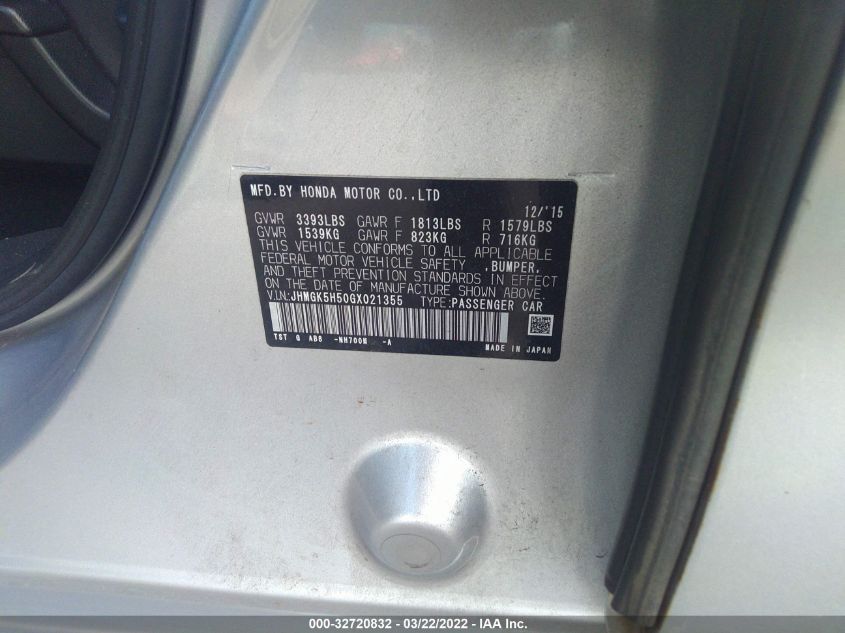 MFD.BY HONDA MOTOR CO.,LTD
12/'15
GVWR 3393LBS GAWR F 1813LBS R 1579LBS
GVWR 1539KG GAWR F 823KG R 716KG
THIS VEHICLE CONFORMS TO ALL APPLICABLE
FEDERAL MOTOR VEHICLE SAFETY ,BUMPER,
AND THEFT PREVENTION STANDARDS IN EFFECT
ON THE DATE OF MANUFACTURE SHOWN ABOVE.
V.I.N:JHMGK5H50GX021355 TYPE:PASSENGER CAR
TST G AB6 -NH700M -A MADE IN JAPAN
000-32720832 - 03/22/2022 - IAA Inc.